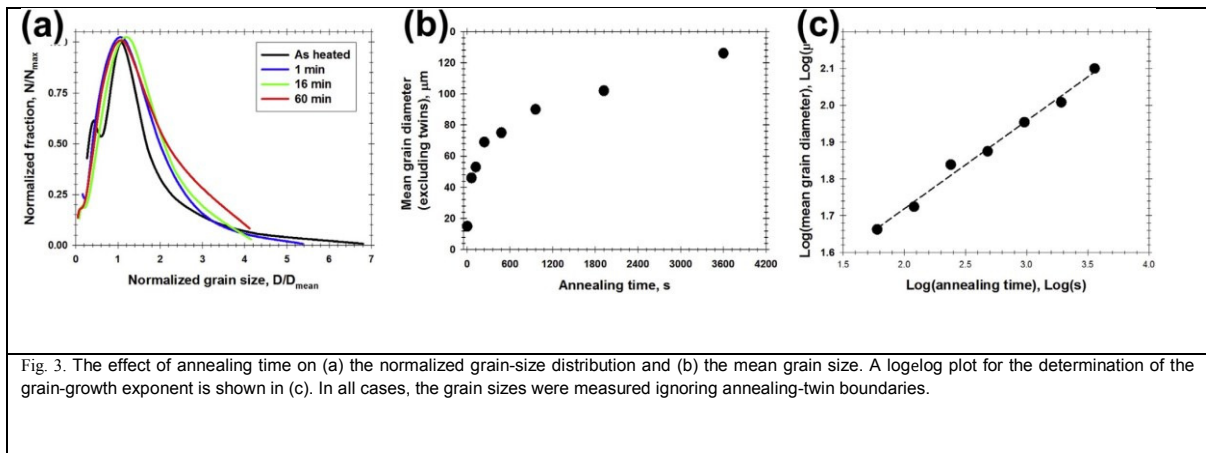 (a)
Normalized fraction, N/Nmax
0.75
0.50
0.25
0.00
0 1 2 3 4 5 6 7
Normalized grain size, D/Dmean
As heated
1 min
16 min
60 min
(b)
Mean grain diameter
(excluding twins), μm
120
100
80
60
40
20
0
0 600 1200 1800 2400 3000 3600 4200
Annealing time, s
(c)
Log(mean grain diameter), Log(μ
2.1
2.0
1.9
1.8
1.7
1.6
1.5 2.0 2.5 3.0 3.5 4.0
Log(annealing time), Log(s)
Fig. 3. The effect of annealing time on (a) the normalized grain-size distribution and (b) the mean grain size. A logelog plot for the determination of the
grain-growth exponent is shown in (c). In all cases, the grain sizes were measured ignoring annealing-twin boundaries.